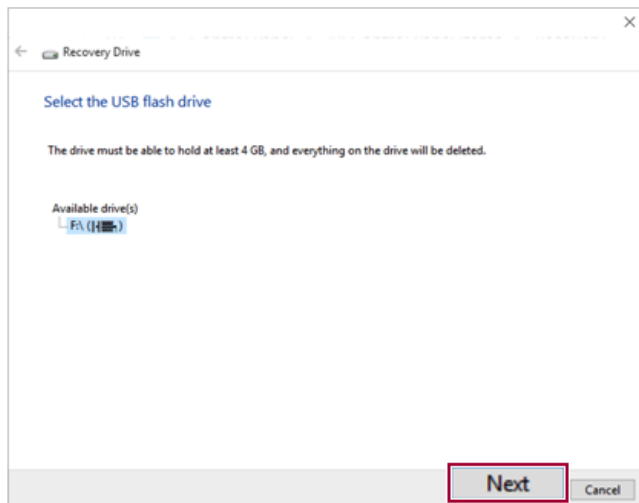 Recovery Drive
Select the USB flash drive
The drive must be able to hold at least 4 GB, and everything on the drive will be deleted.
Available drive(s)
F:\
Next
Cancel